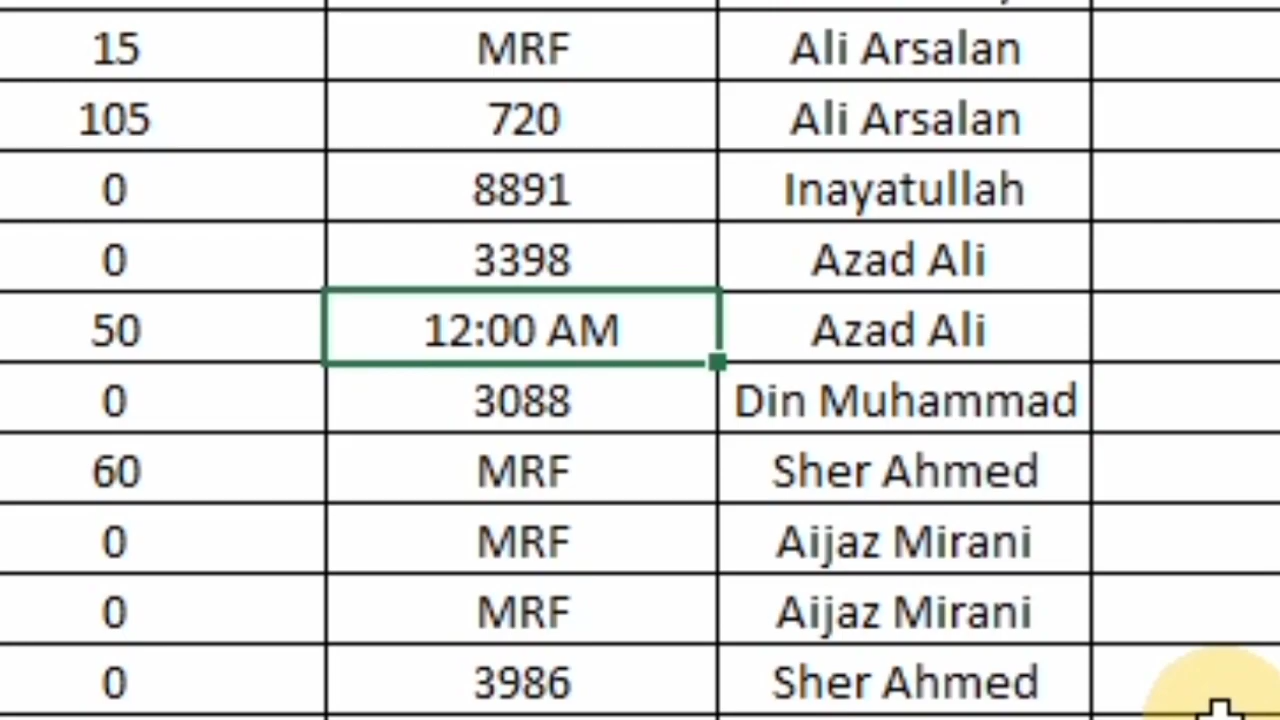 15 MRF Ali Arsalan
105 720 Ali Arsalan
0 8891 Inayatullah
0 3398 Azad Ali
50 12:00 AM Azad Ali
0 3088 Din Muhammad
60 MRF Sher Ahmed
0 MRF Aijaz Mirani
0 MRF Aijaz Mirani
0 3986 Sher Ahmed